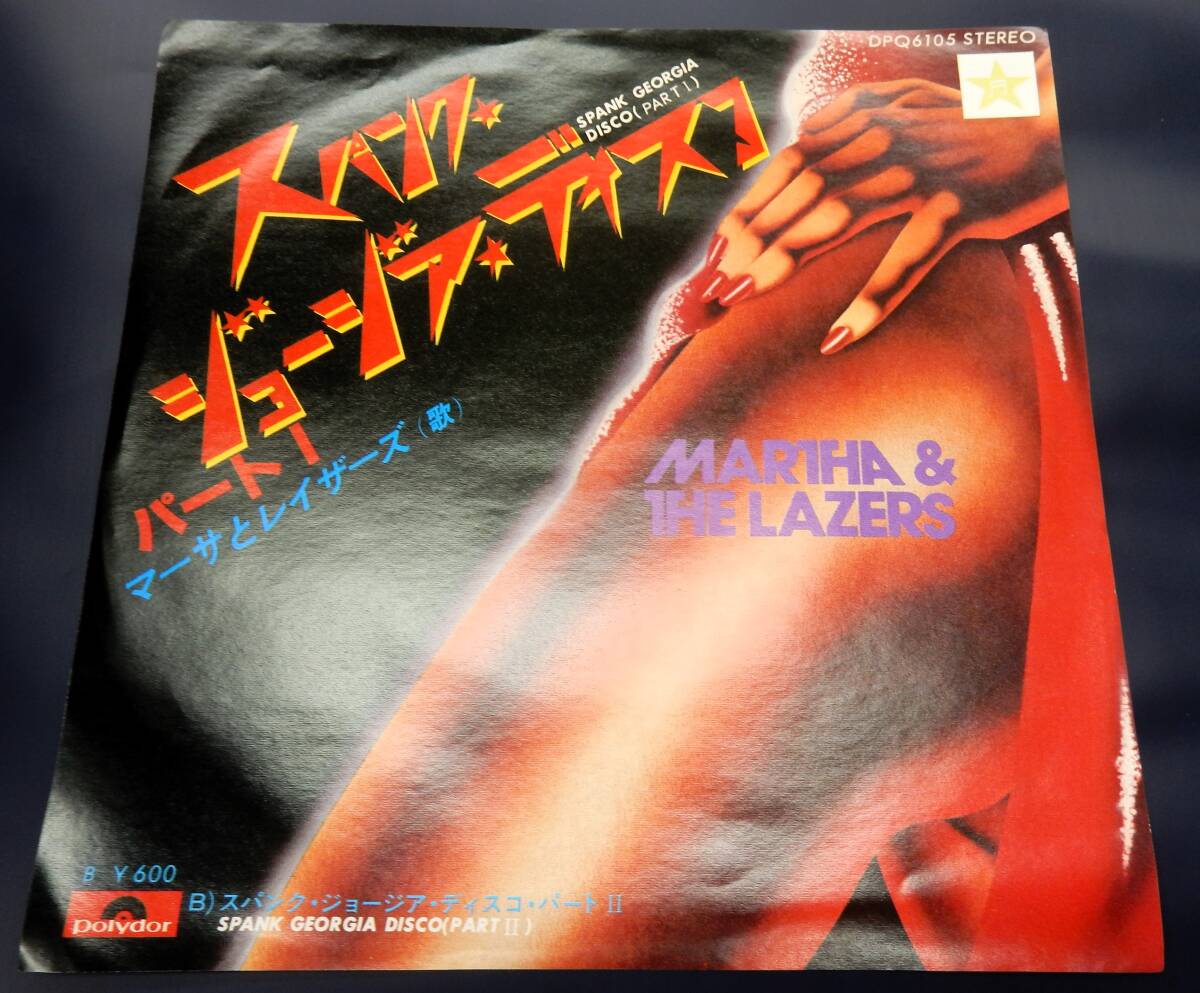 DPQ6105 STEREO
スパンク・
ジョージア・ディスコ
SPANK GEORGIA
DISCO(PART I)
パートI
マーサとレイザーズ(歌)
MARTHA &
THE LAZERS
B ¥600
polydor
B)スパンク・ジョージア・ディスコ・パートII
SPANK GEORGIA DISCO(PART II)